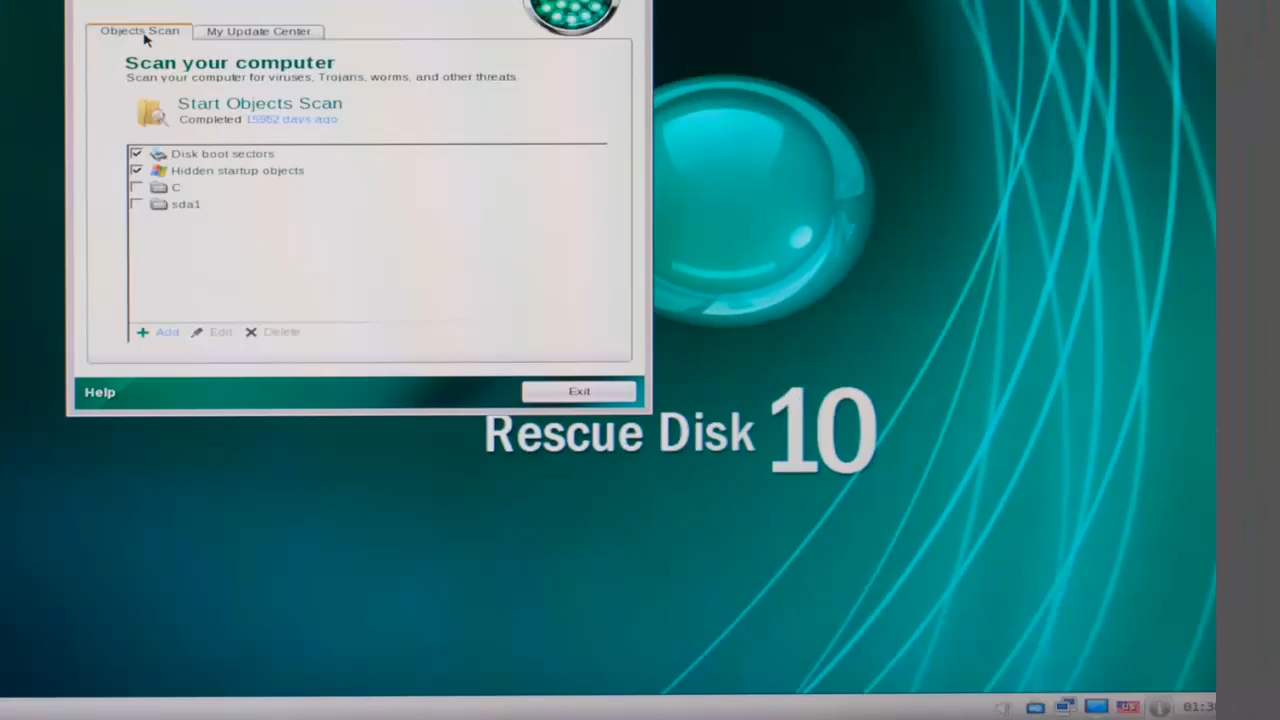 Objects Scan
My Update Center
Scan your computer
Scan your computer for viruses, Trojans, worms, and other threats.
Start Objects Scan
Completed 15952 days ago
Disk boot sectors
Hidden startup objects
C
sda1
Add
Edit
Delete
Help
Exit
Rescue Disk 10
US